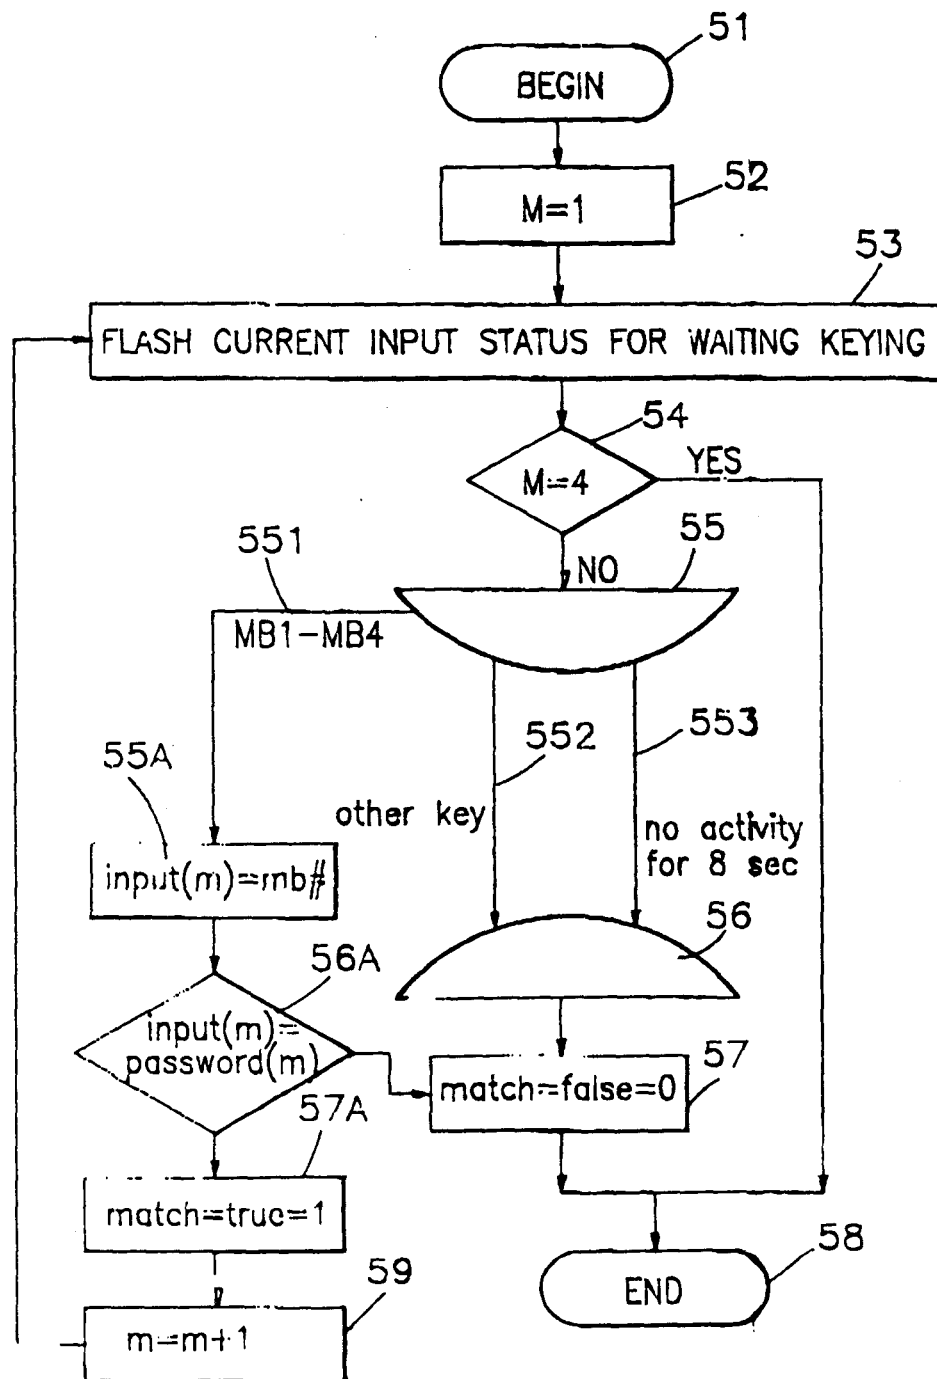 51
BEGIN
52
M=1
53
FLASH CURRENT INPUT STATUS FOR WAITING KEYING
54
M=4
YES
NO
55
551
MB1-MB4
552
553
55A
other key
no activity
for 8 sec
input(m)=mb#
56
56A
input(m)=
password(m)
57
match=false=0
57A
match=true=1
58
END
59
m=m+1